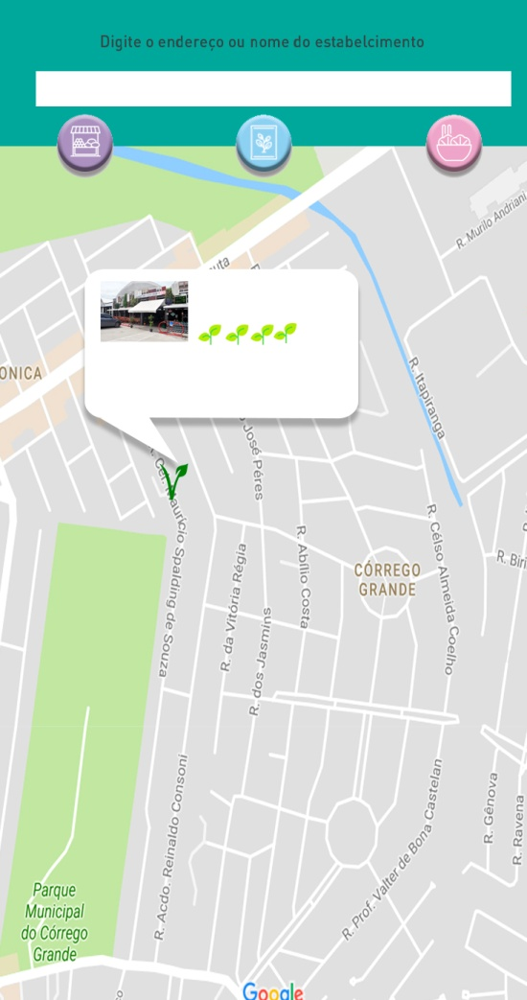 Digite o endereço ou nome do estabelcimento
R. Murilo Andriani
uta
ONICA
R. Itapiranga
José Péres
R. Cel. Maurício Spalding de Souza
R. Célso Almeida Coelho
R. Abílio Costa
CÓRREGO
GRANDE
R. Biri
R. da Vitória Régia
R. dos Jasmins
R. Acdo. Reinaldo Consoni
R. Prof. Valter de Bona Castelan
R. Gênova
R. Ravena
Parque
Municipal
do Córrego
Grande
Google